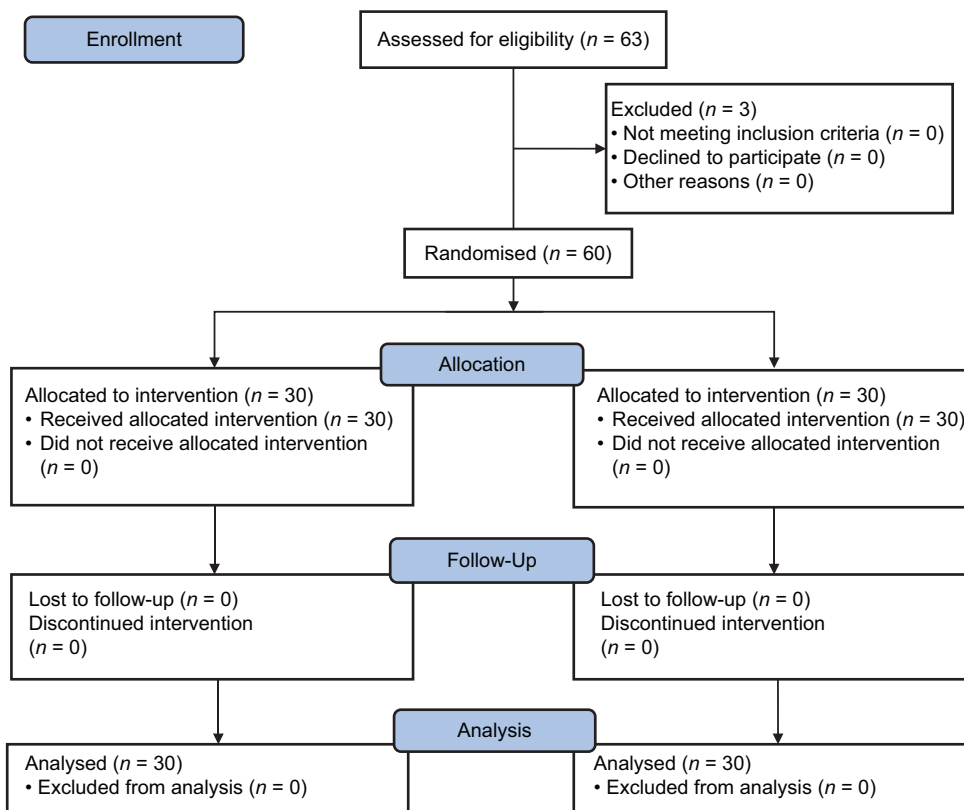 Enrollment
Assessed for eligibility (n = 63)
Excluded (n = 3)
• Not meeting inclusion criteria (n = 0)
• Declined to participate (n = 0)
• Other reasons (n = 0)
Randomised (n = 60)
Allocation
Allocated to intervention (n = 30)
• Received allocated intervention (n = 30)
• Did not receive allocated intervention
(n = 0)
Allocated to intervention (n = 30)
• Received allocated intervention (n = 30)
• Did not receive allocated intervention
(n = 0)
Follow-Up
Lost to follow-up (n = 0)
Discontinued intervention
(n = 0)
Lost to follow-up (n = 0)
Discontinued intervention
(n = 0)
Analysis
Analysed (n = 30)
• Excluded from analysis (n = 0)
Analysed (n = 30)
• Excluded from analysis (n = 0)